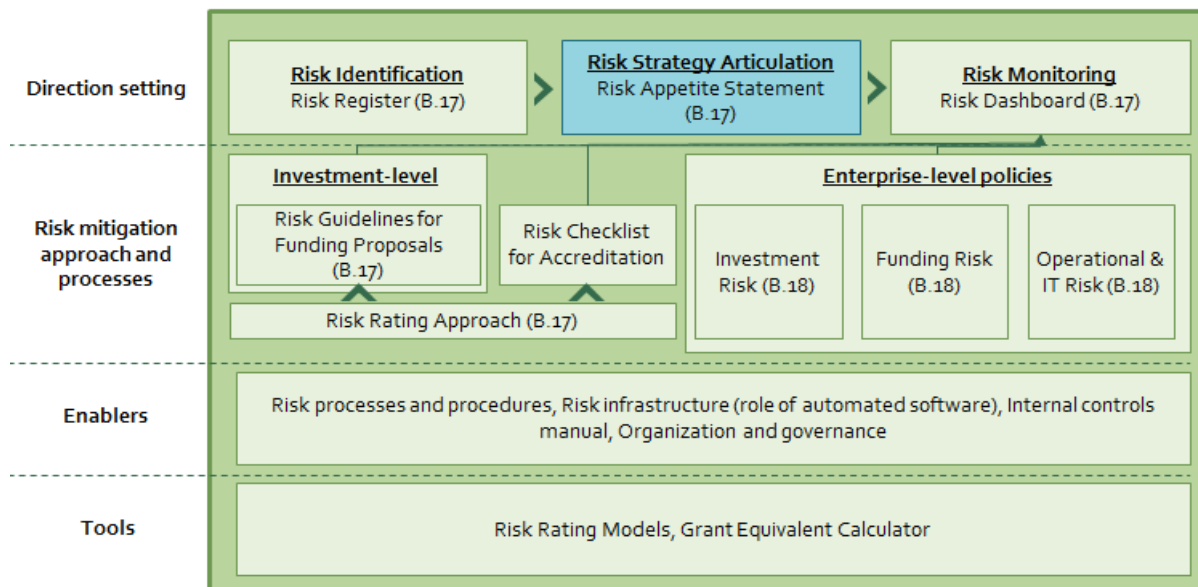 Direction setting
Risk Identification
Risk Register (B.17)
Risk Strategy Articulation
Risk Appetite Statement
(B.17)
Risk Monitoring
Risk Dashboard (B.17)
Risk mitigation
approach and
processes
Investment-level
Risk Guidelines for
Funding Proposals
(B.17)
Risk Checklist
for Accreditation
Risk Rating Approach (B.17)
Enterprise-level policies
Investment
Risk (B.18)
Funding Risk
(B.18)
Operational &
IT Risk (B.18)
Enablers
Risk processes and procedures, Risk infrastructure (role of automated software), Internal controls
manual, Organization and governance
Tools
Risk Rating Models, Grant Equivalent Calculator